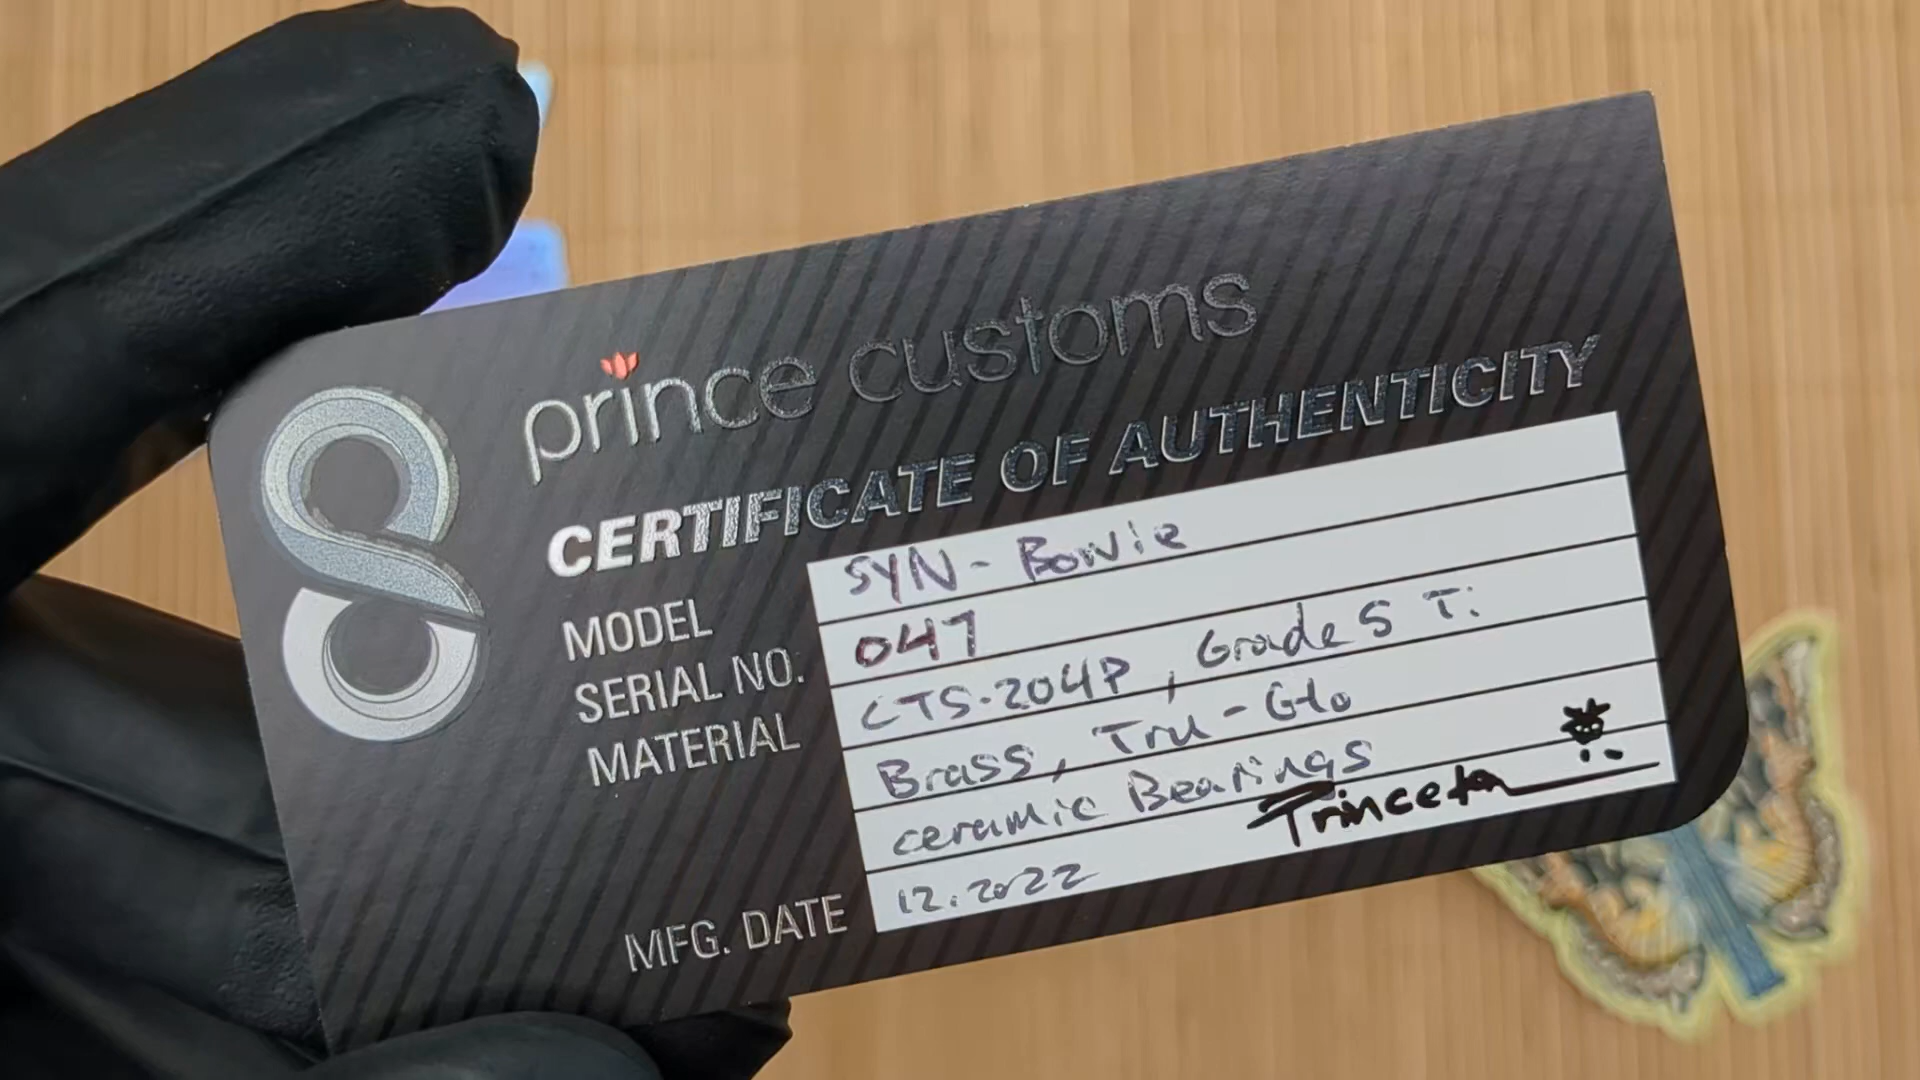 prince customs
CERTIFICATE OF AUTHENTICITY
MODEL SYN-Bowie
SERIAL NO. 047
MATERIAL CTS-204P, Grade 5 Ti
Brass, Tru-Glo
ceramic Bearings
Princeton
MFG. DATE 12.2022